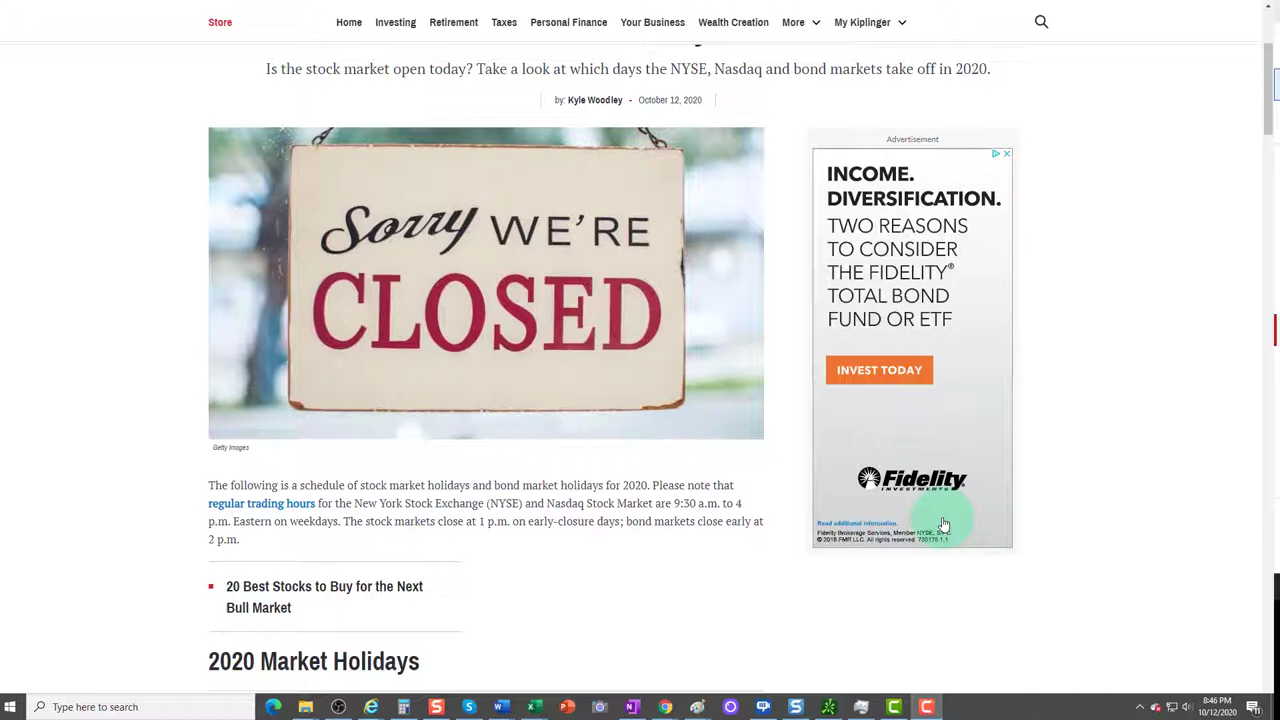 Store
Home Investing Retirement Taxes Personal Finance Your Business Wealth Creation More My Kiplinger
Is the stock market open today? Take a look at which days the NYSE, Nasdaq and bond markets take off in 2020.
by: Kyle Woodley - October 12, 2020
Sorry WE'RE
CLOSED
Getty Images
Advertisement
INCOME.
DIVERSIFICATION.
TWO REASONS
TO CONSIDER
THE FIDELITY®
TOTAL BOND
FUND OR ETF
INVEST TODAY
Fidelity
INVESTMENTS
Read additional information.
Fidelity Brokerage Services, Member NYSE,
© 2018 FMR LLC. All rights reserved
The following is a schedule of stock market holidays and bond market holidays for 2020. Please note that
regular trading hours for the New York Stock Exchange (NYSE) and Nasdaq Stock Market are 9:30 a.m. to 4
p.m. Eastern on weekdays. The stock markets close at 1 p.m. on early-closure days; bond markets close early at
2 p.m.
20 Best Stocks to Buy for the Next
Bull Market
2020 Market Holidays
Type here to search
8:46 PM
10/12/2020